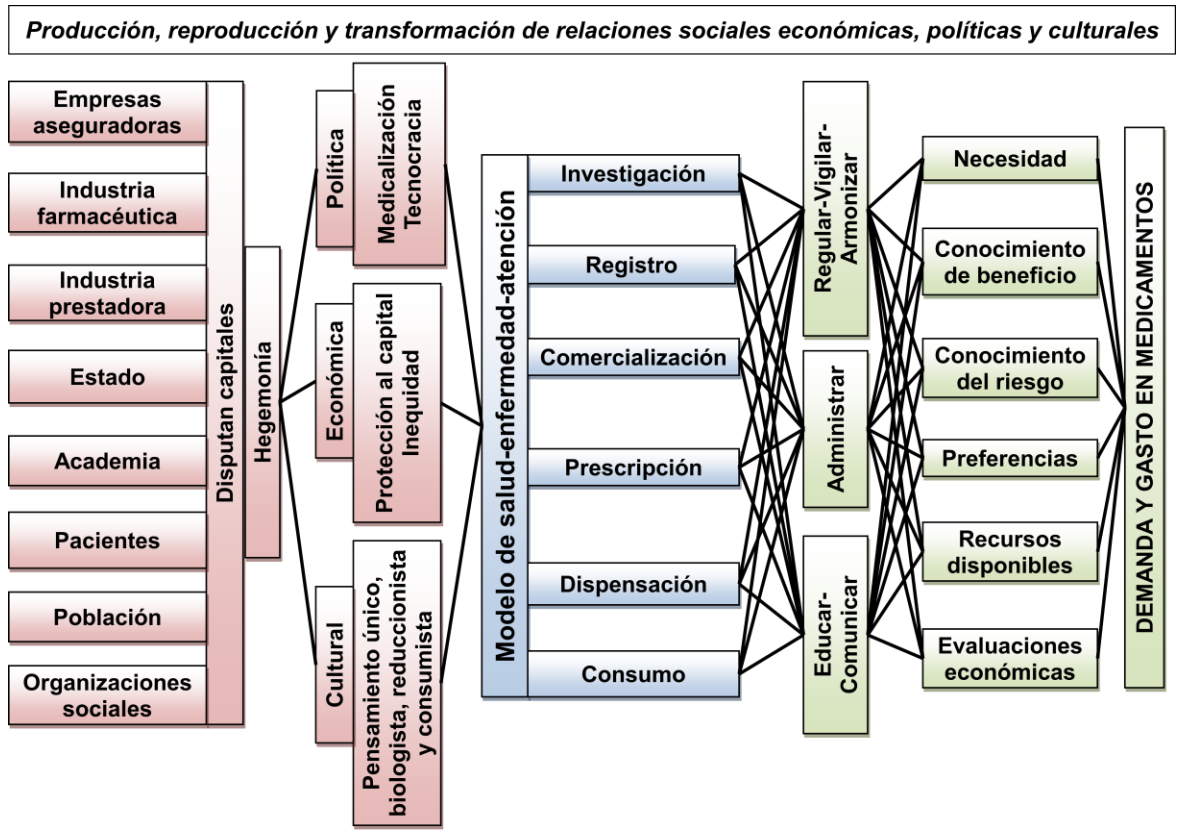 Producción, reproducción y transformación de relaciones sociales económicas, políticas y culturales
Empresas
aseguradoras
Industria
farmacéutica
Industria
prestadora
Estado
Academia
Pacientes
Población
Organizaciones
sociales
Disputan capitales
Hegemonía
Política
Medicalización
Tecnocracia
Económica
Protección al capital
Inequidad
Cultural
Pensamiento único,
biologista, reduccionista
y consumista
Modelo de salud-enfermedad-atención
Investigación
Registro
Comercialización
Prescripción
Dispensación
Consumo
Regular-Vigilar-
Armonizar
Administrar
Educar-
Comunicar
Necesidad
Conocimiento
de beneficio
Conocimiento
del riesgo
Preferencias
Recursos
disponibles
Evaluaciones
económicas
DEMANDA Y GASTO EN MEDICAMENTOS